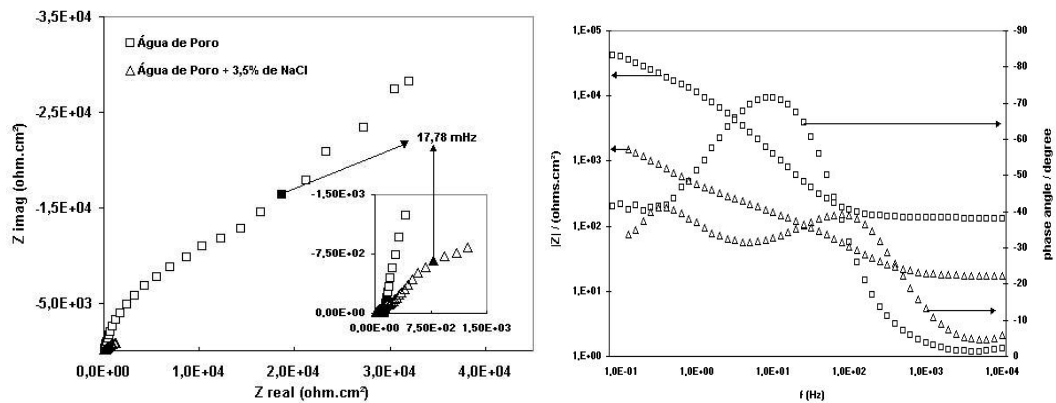 -3,5E+04
-2,5E+04
-1,5E+04
-5,0E+03
Z imag (ohm.cm²)
Água de Poro
Água de Poro + 3,5% de NaCl
17,78 mHz
-1,50E+03
-7,50E+02
0,00E+00
0,00E+00 7,50E+02 1,50E+03
0,0E+00 1,0E+04 2,0E+04 3,0E+04 4,0E+04
Z real (ohm.cm²)
1,E+05
1,E+04
1,E+03
1,E+02
1,E+01
1,E+00
|Z| / (ohms.cm²)
-90
-80
-70
-60
-50
-40
-30
-20
-10
0
phase angle / degree
1,0E-01 1,0E+00 1,0E+01 1,0E+02 1,0E+03 1,0E+04
f (Hz)